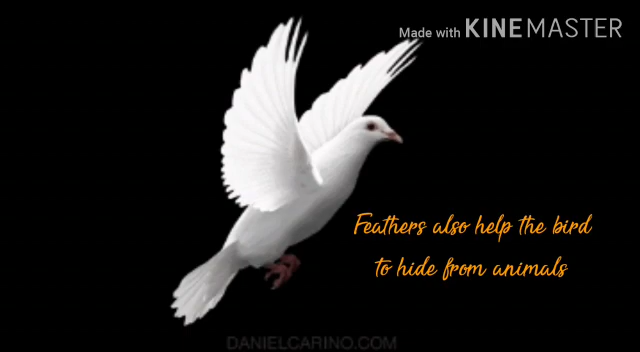 Made with KINEMASTER
Feathers also help the bird
to hide from animals
DANIELCARINO.COM